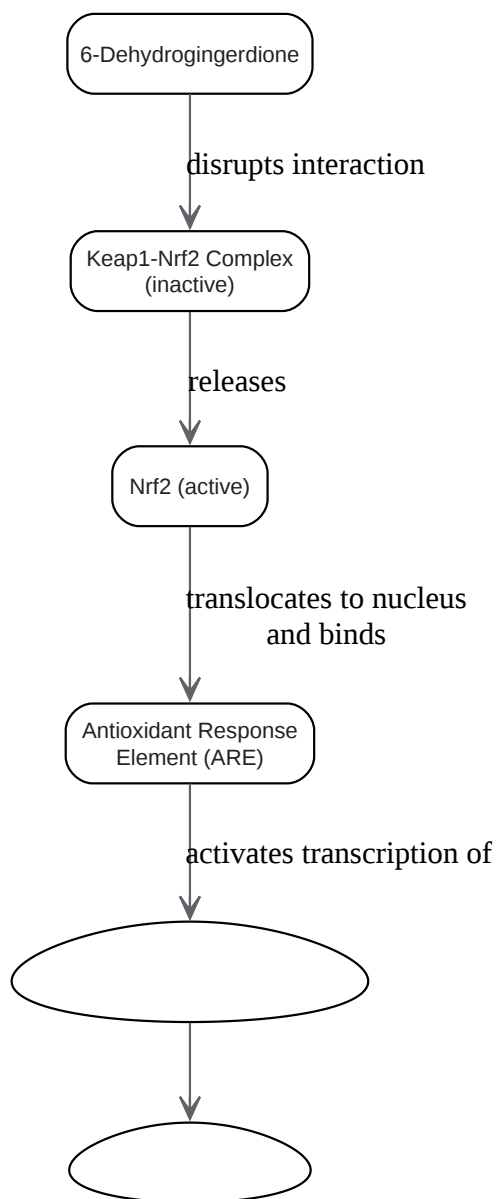 6-Dehydrogingerdione
disrupts interaction
Keap1-Nrf2 Complex
(inactive)
releases
Nrf2 (active)
translocates to nucleus
and binds
Antioxidant Response
Element (ARE)
activates transcription of